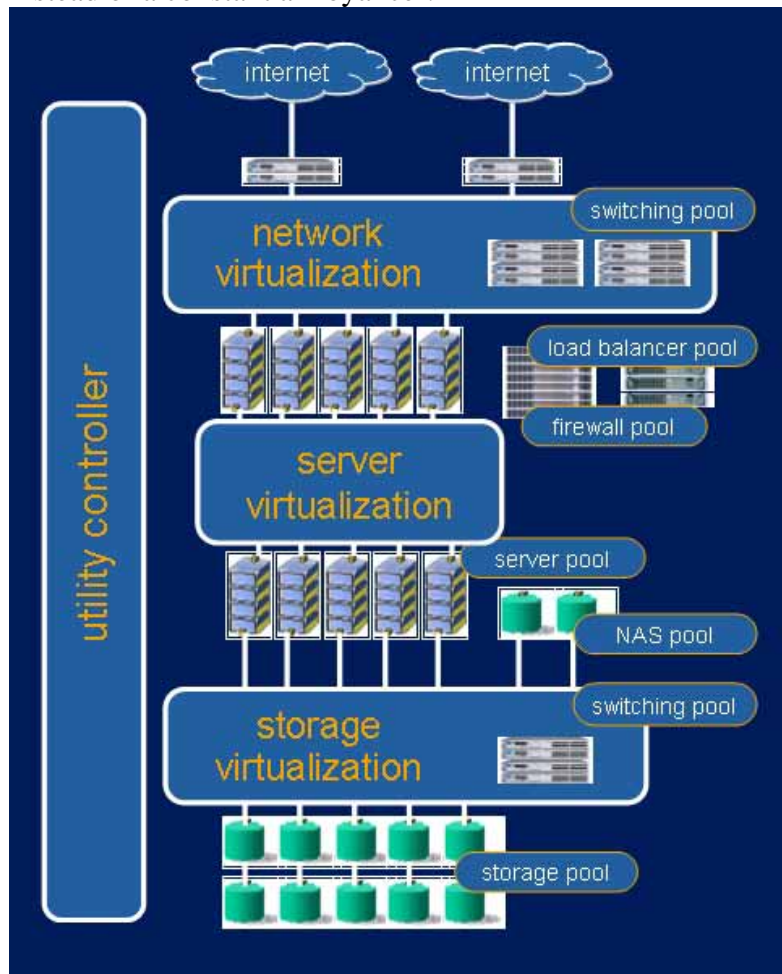 internet
internet
switching pool
network
virtualization
load balancer pool
firewall pool
server
virtualization
server pool
NAS pool
switching pool
storage
virtualization
storage pool
utility controller